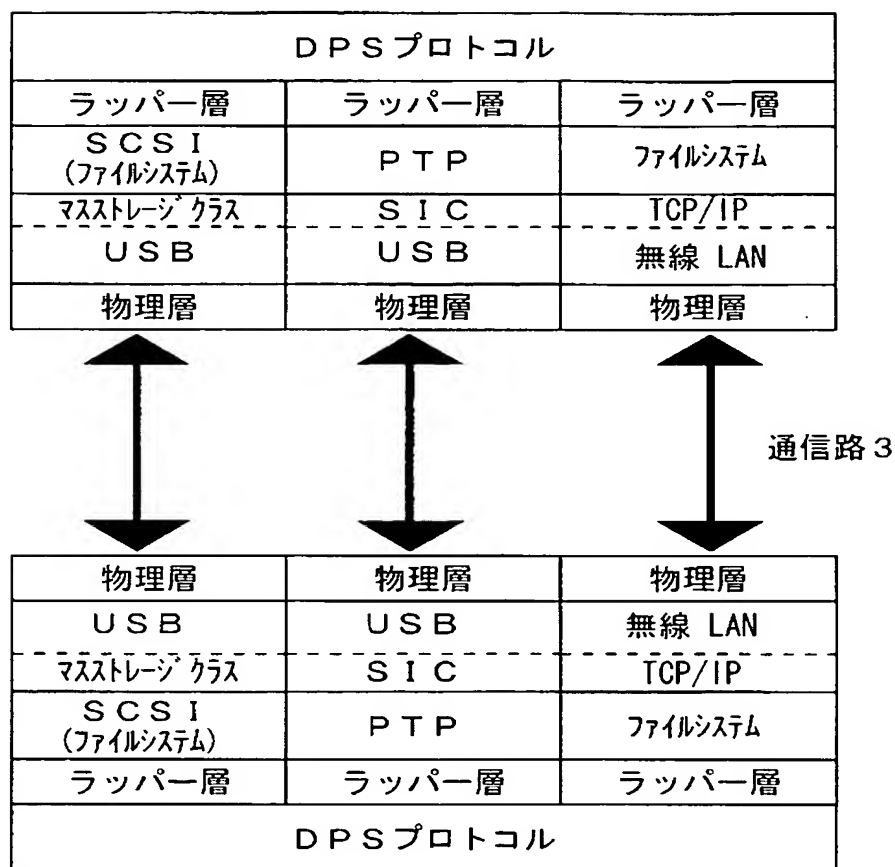 DPSプロトコル
ラッパー層 ラッパー層 ラッパー層
SCSI
(ファイルシステム) PTP ファイルシステム
マスストレージクラス SIC TCP/IP
USB USB 無線 LAN
物理層 物理層 物理層
通信路3
物理層 物理層 物理層
USB USB 無線 LAN
マスストレージクラス SIC TCP/IP
SCSI
(ファイルシステム) PTP ファイルシステム
ラッパー層 ラッパー層 ラッパー層
DPSプロトコル